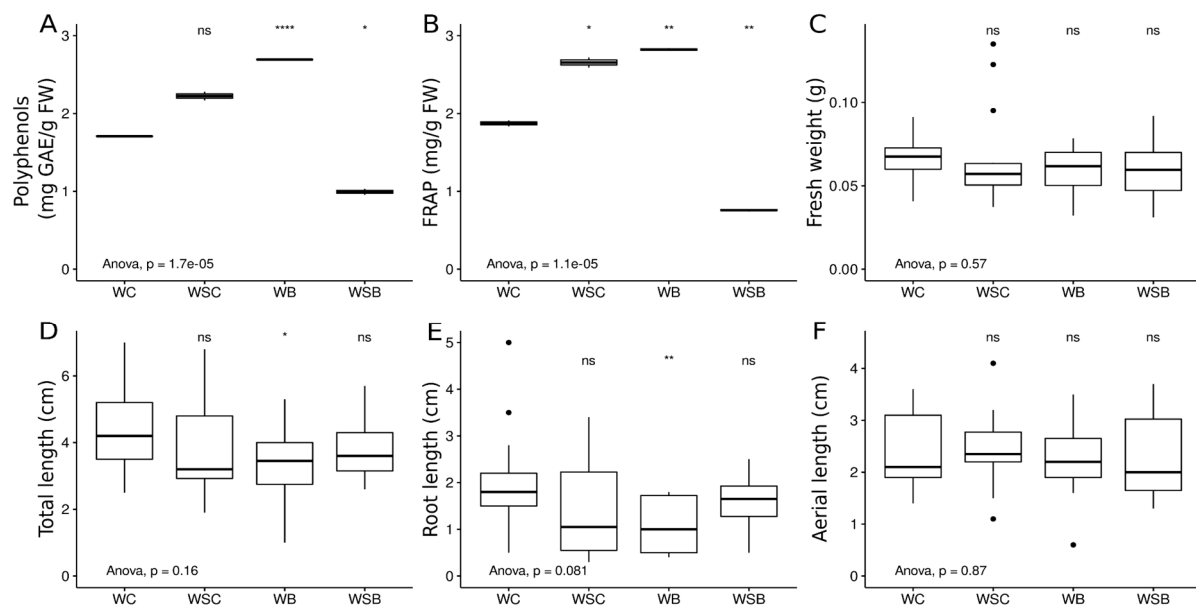 A
Polyphenols
(mg GAE/g FW)
3
2
1
0
ns
****
*
Anova, p = 1.7e-05
WC WSC WB WSB
B
FRAP (mg/g FW)
3
2
1
0
*
**
**
Anova, p = 1.1e-05
WC WSC WB WSB
C
Fresh weight (g)
0.10
0.05
0.00
ns
ns
ns
Anova, p = 0.57
WC WSC WB WSB
D
Total length (cm)
6
4
2
0
ns
*
ns
Anova, p = 0.16
WC WSC WB WSB
E
Root length (cm)
5
4
3
2
1
0
ns
**
ns
Anova, p = 0.081
WC WSC WB WSB
F
Aerial length (cm)
4
3
2
1
0
ns
ns
ns
Anova, p = 0.87
WC WSC WB WSB